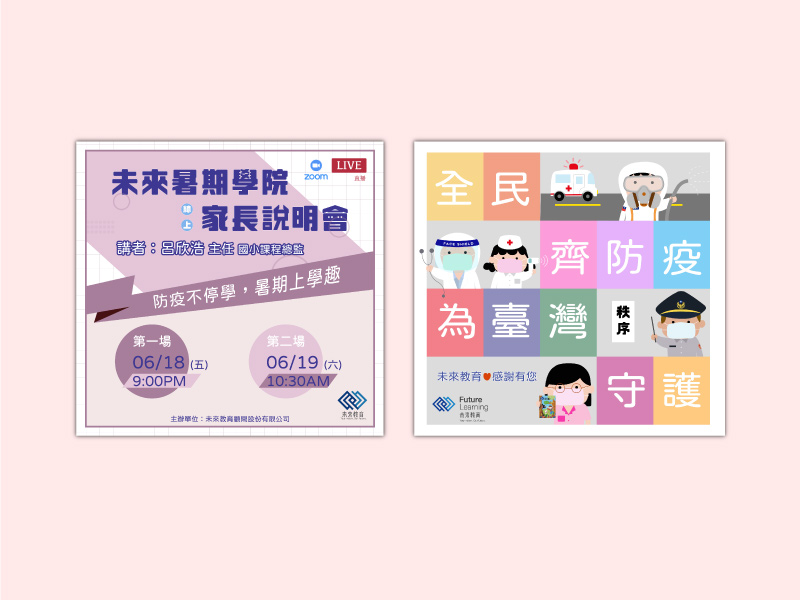 未來暑期學院
zoom
LIVE
直播
線上
家長說明會
講者：呂欣浩 主任 國小課程總監
防疫不停學，暑期上學趣
第一場
06/18 (五)
9:00PM
第二場
06/19 (六)
10:30AM
未來教育
主辦單位：未來教育顧問股份有限公司
全民
FACE SHIELD
齊防疫
為臺灣
秩序
未來教育❤感謝有您
Future
Learning
未來教育
守護